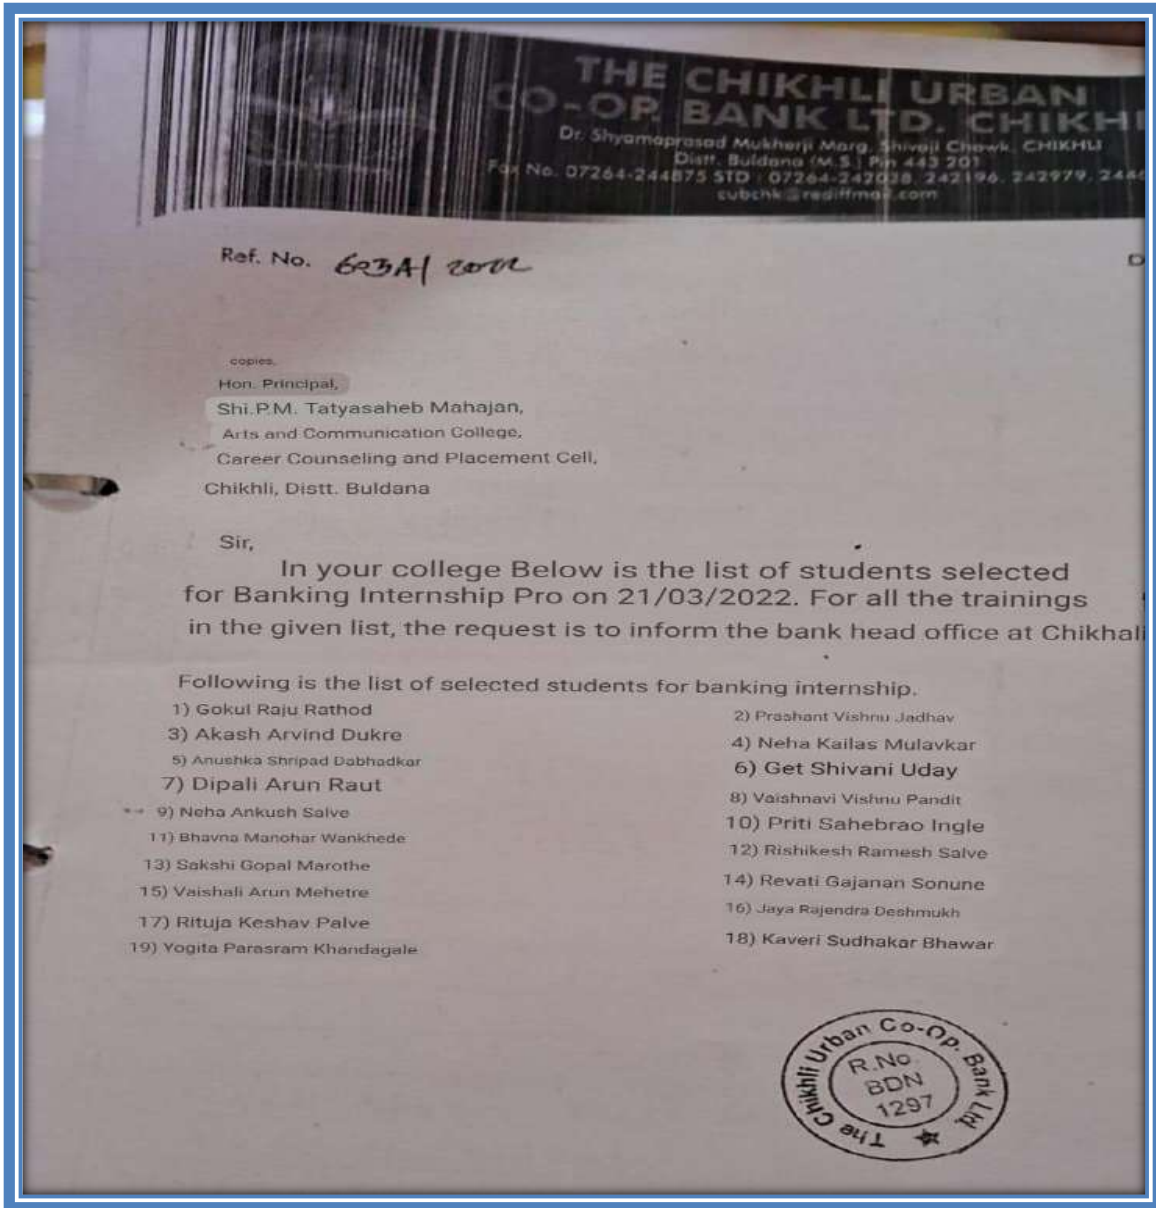 THE CHIKHLI URBAN
CO-OP. BANK LTD. CHIKHLI
Dr. Shyamaprasad Mukherji Marg, Shivaji Chowk, CHIKHLI
Distt. Buldana (M.S.) Pin 443 201
Fax No. 07264-244875 STD : 07264-242028, 242196, 242979,
cubchk@rediffmail.com
Ref. No. 623A/ 2022
D
copies,
Hon. Principal,
Shi.P.M. Tatyasaheb Mahajan,
Arts and Communication College,
Career Counseling and Placement Cell,
Chikhli, Distt. Buldana
Sir,
In your college Below is the list of students selected
for Banking Internship Pro on 21/03/2022. For all the trainings
in the given list, the request is to inform the bank head office at Chikhali
Following is the list of selected students for banking internship.
1) Gokul Raju Rathod
2) Prashant Vishnu Jadhav
3) Akash Arvind Dukre
4) Neha Kailas Mulavkar
5) Anushka Shripad Dabhadkar
6) Get Shivani Uday
7) Dipali Arun Raut
8) Vaishnavi Vishnu Pandit
9) Neha Ankush Salve
10) Priti Sahebrao Ingle
11) Bhavna Manohar Wankhede
12) Rishikesh Ramesh Salve
13) Sakshi Gopal Marothe
14) Revati Gajanan Sonune
15) Vaishali Arun Mehetre
16) Jaya Rajendra Deshmukh
17) Rituja Keshav Palve
18) Kaveri Sudhakar Bhawar
19) Yogita Parasram Khandagale
The Chikhli Urban Co-Op. Bank Ltd.
R.No.
BDN
1297